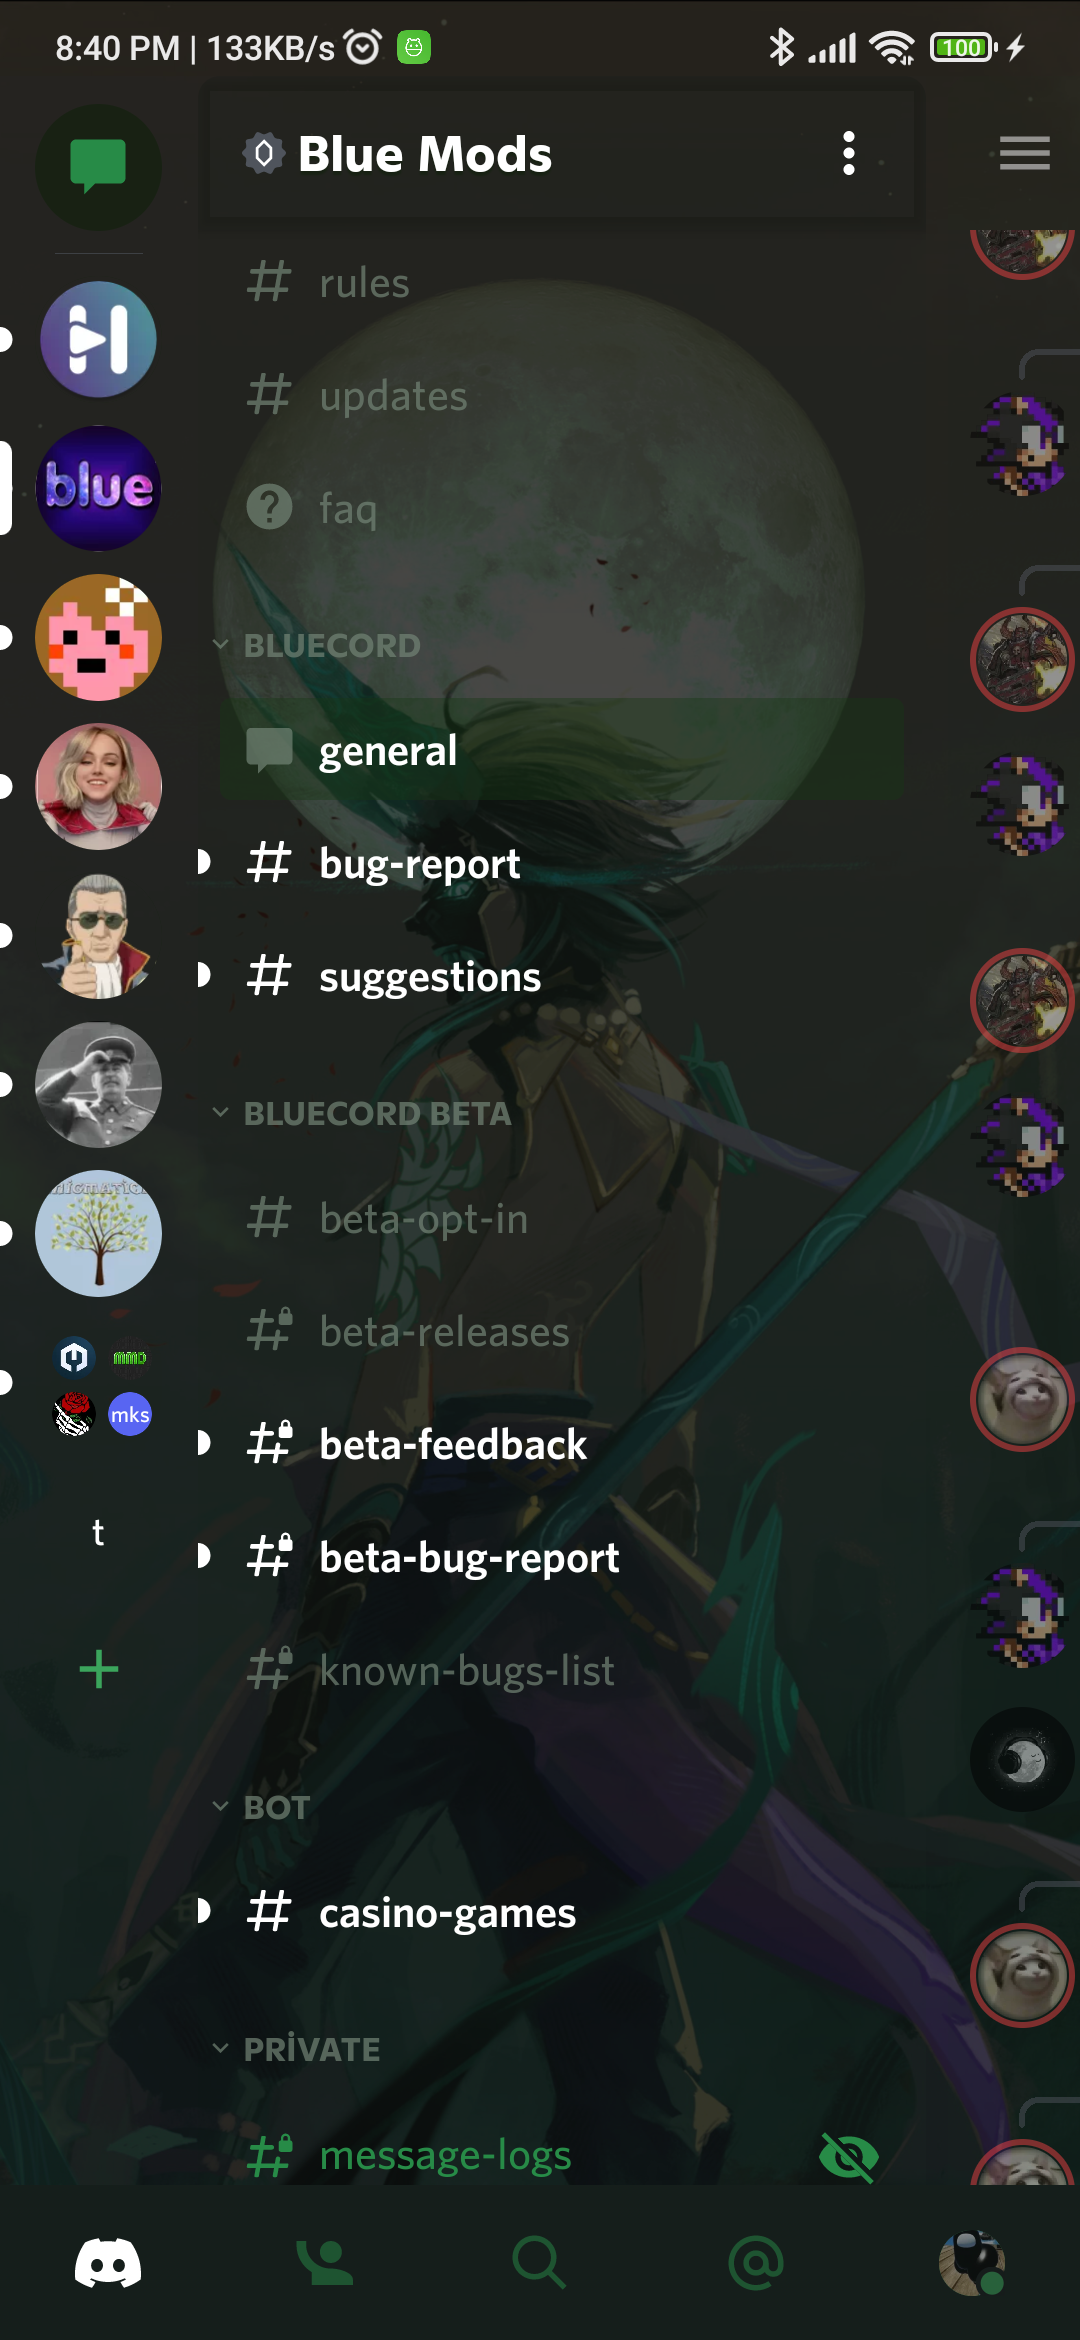 8:40 PM | 133KB/s
100
Blue Mods
rules
updates
faq
blue
BLUECORD
general
bug-report
suggestions
BLUECORD BETA
beta-opt-in
beta-releases
mmd
mks
beta-feedback
t
beta-bug-report
known-bugs-list
BOT
casino-games
PRİVATE
message-logs